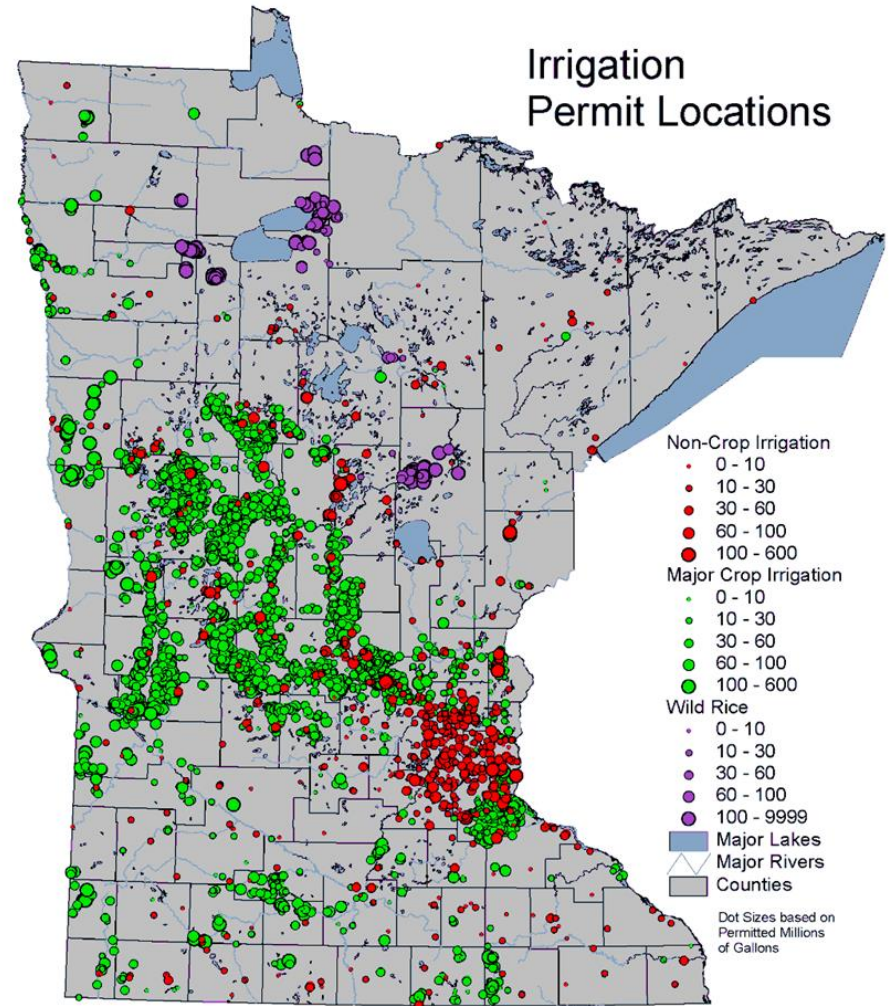 Irrigation
Permit Locations
Non-Crop Irrigation
0 - 10
10 - 30
30 - 60
60 - 100
100 - 600
Major Crop Irrigation
0 - 10
10 - 30
30 - 60
60 - 100
100 - 600
Wild Rice
0 - 10
10 - 30
30 - 60
60 - 100
100 - 9999
Major Lakes
Major Rivers
Counties
Dot Sizes based on
Permitted Millions
of Gallons